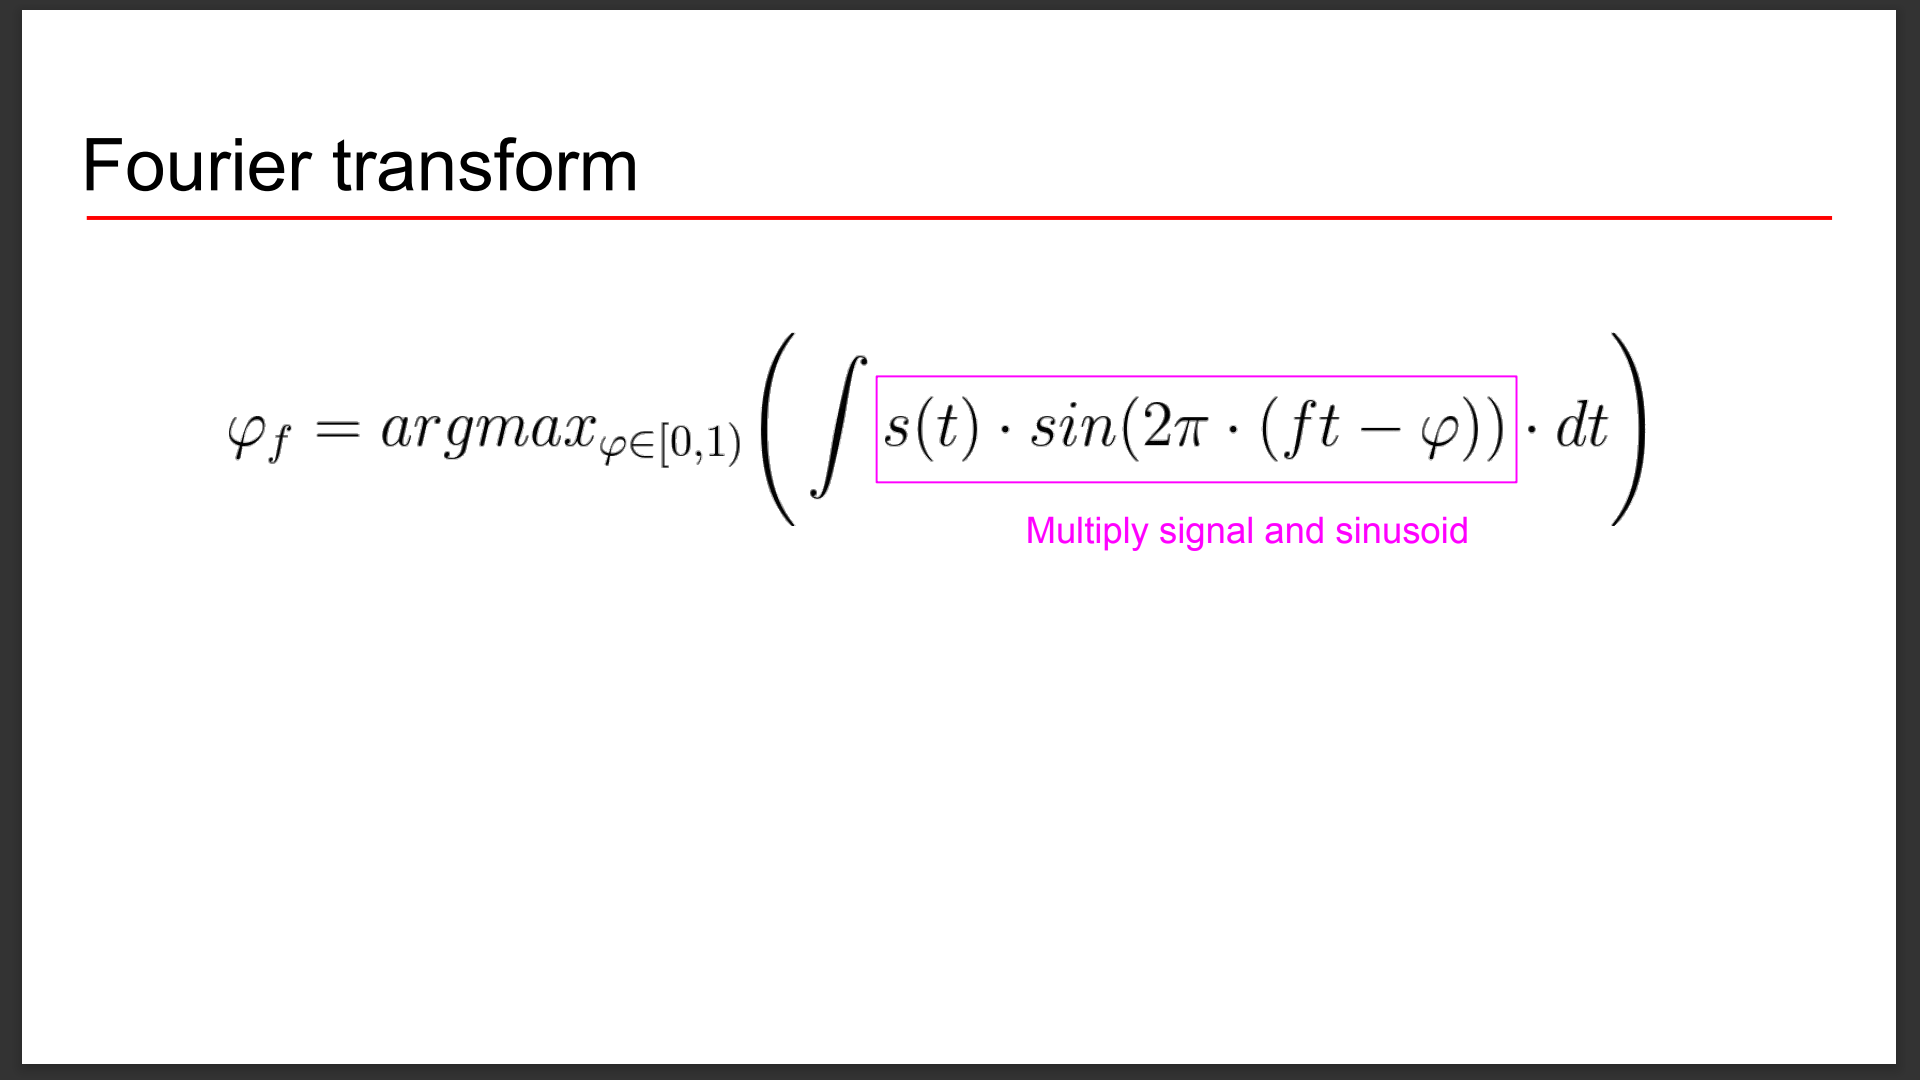 Fourier transform
φ_f = argmax_{φ∈[0,1)} ( ∫ s(t) · sin(2π · (ft − φ)) · dt )
Multiply signal and sinusoid